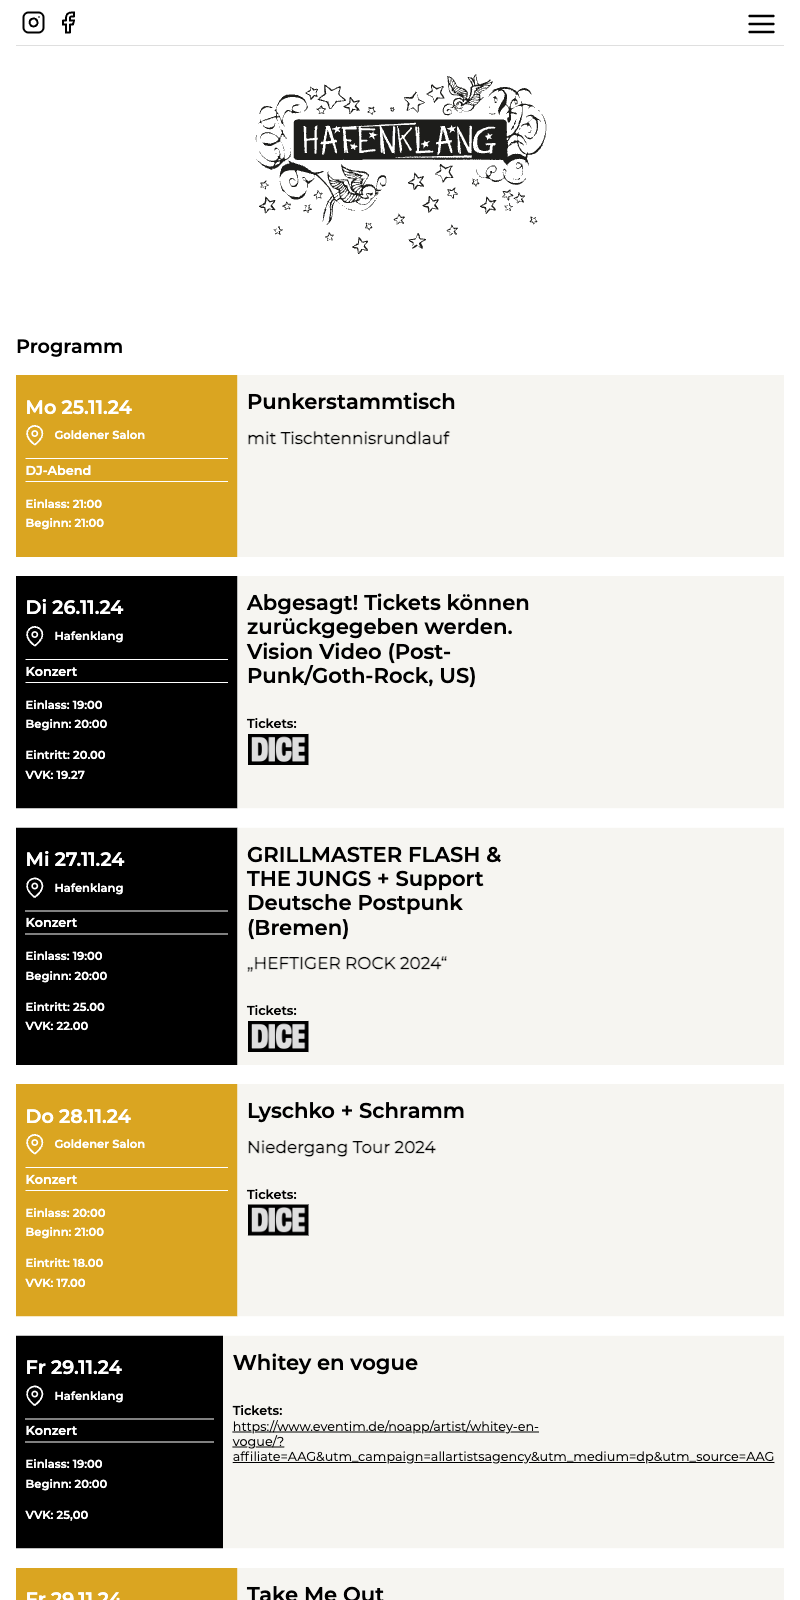 HAFENKLANG
Programm
Mo 25.11.24
Goldener Salon
DJ-Abend
Einlass: 21:00
Beginn: 21:00
Punkerstammtisch
mit Tischtennisrundlauf
Di 26.11.24
Hafenklang
Konzert
Einlass: 19:00
Beginn: 20:00
Eintritt: 20.00
VVK: 19.27
Abgesagt! Tickets können
zurückgegeben werden.
Vision Video (Post-
Punk/Goth-Rock, US)
Tickets:
DICE
Mi 27.11.24
Hafenklang
Konzert
Einlass: 19:00
Beginn: 20:00
Eintritt: 25.00
VVK: 22.00
GRILLMASTER FLASH &
THE JUNGS + Support
Deutsche Postpunk
(Bremen)
„HEFTIGER ROCK 2024“
Tickets:
DICE
Do 28.11.24
Goldener Salon
Konzert
Einlass: 20:00
Beginn: 21:00
Eintritt: 18.00
VVK: 17.00
Lyschko + Schramm
Niedergang Tour 2024
Tickets:
DICE
Fr 29.11.24
Hafenklang
Konzert
Einlass: 19:00
Beginn: 20:00
VVK: 25,00
Whitey en vogue
Tickets:
https://www.eventim.de/noapp/artist/whitey-en-
vogue/?
affiliate=AAG&utm_campaign=allartistsagency&utm_medium=dp&utm_source=AAG
Fr 29.11.24
Take Me Out